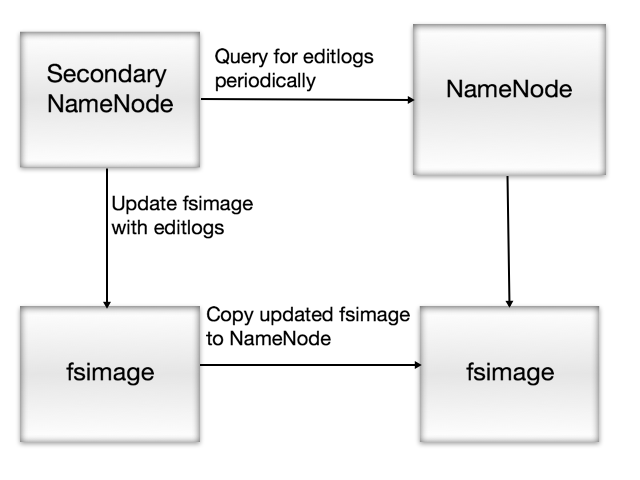 Secondary
NameNode
Query for editlogs
periodically
NameNode
Update fsimage
with editlogs
fsimage
Copy updated fsimage
to NameNode
fsimage